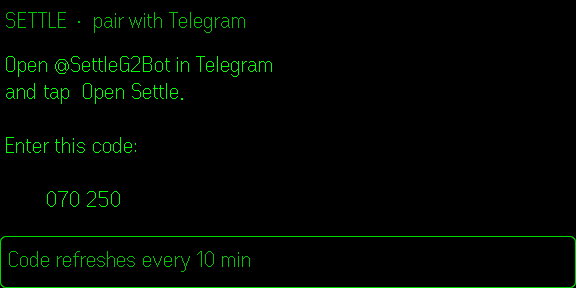 SETTLE · pair with Telegram
Open @SettleG2Bot in Telegram
and tap Open Settle.
Enter this code:
070 250
Code refreshes every 10 min